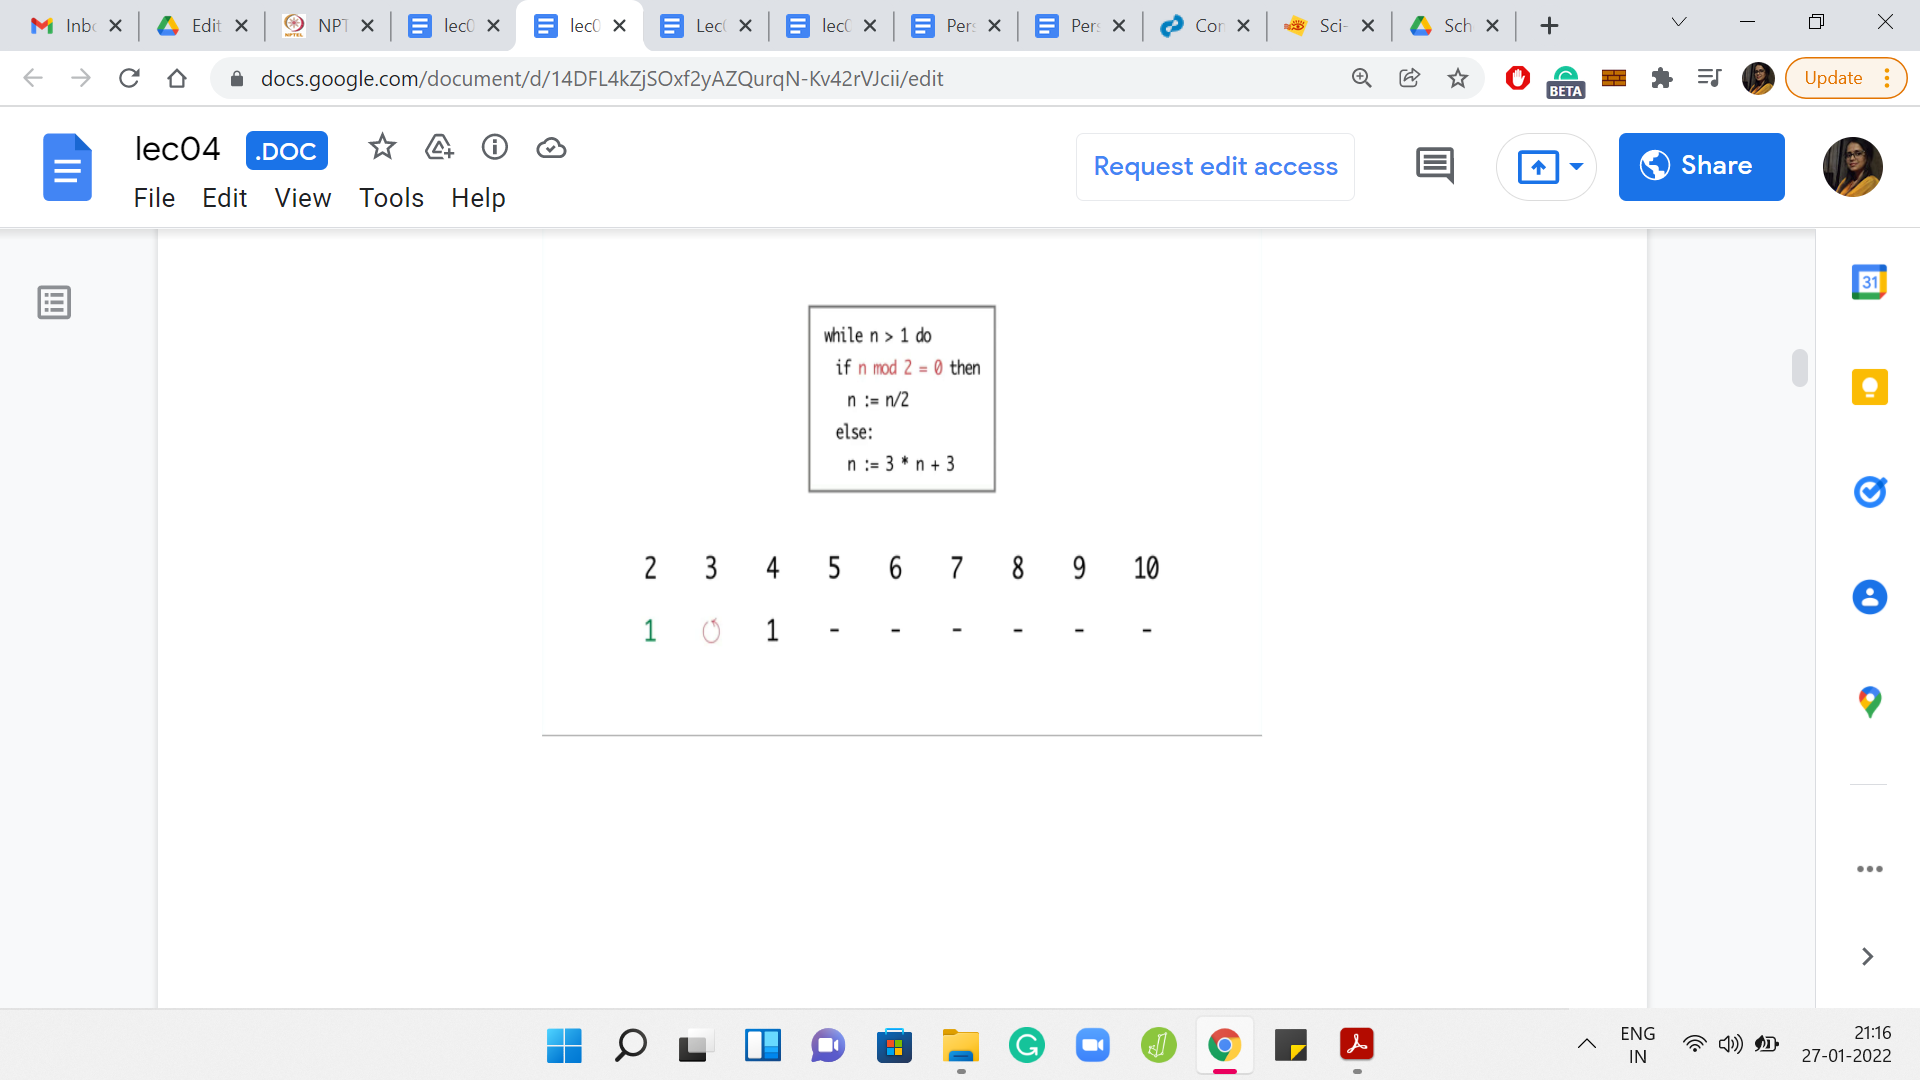 Inbc
Edit
NPT
lec0
lec0
Lec
lec0
Pers
Pers
Cor
Sci-
Sch
docs.google.com/document/d/14DFL4kZjSOxf2yAZQurqN-Kv42rVJcii/edit
BETA
Update
lec04 .DOC
Request edit access
Share
File Edit View Tools Help
31
while n > 1 do
if n mod 2 = 0 then
n := n/2
else:
n := 3 * n + 3
2 3 4 5 6 7 8 9 10
1 1 - - - - - -
ENG
IN
21:16
27-01-2022